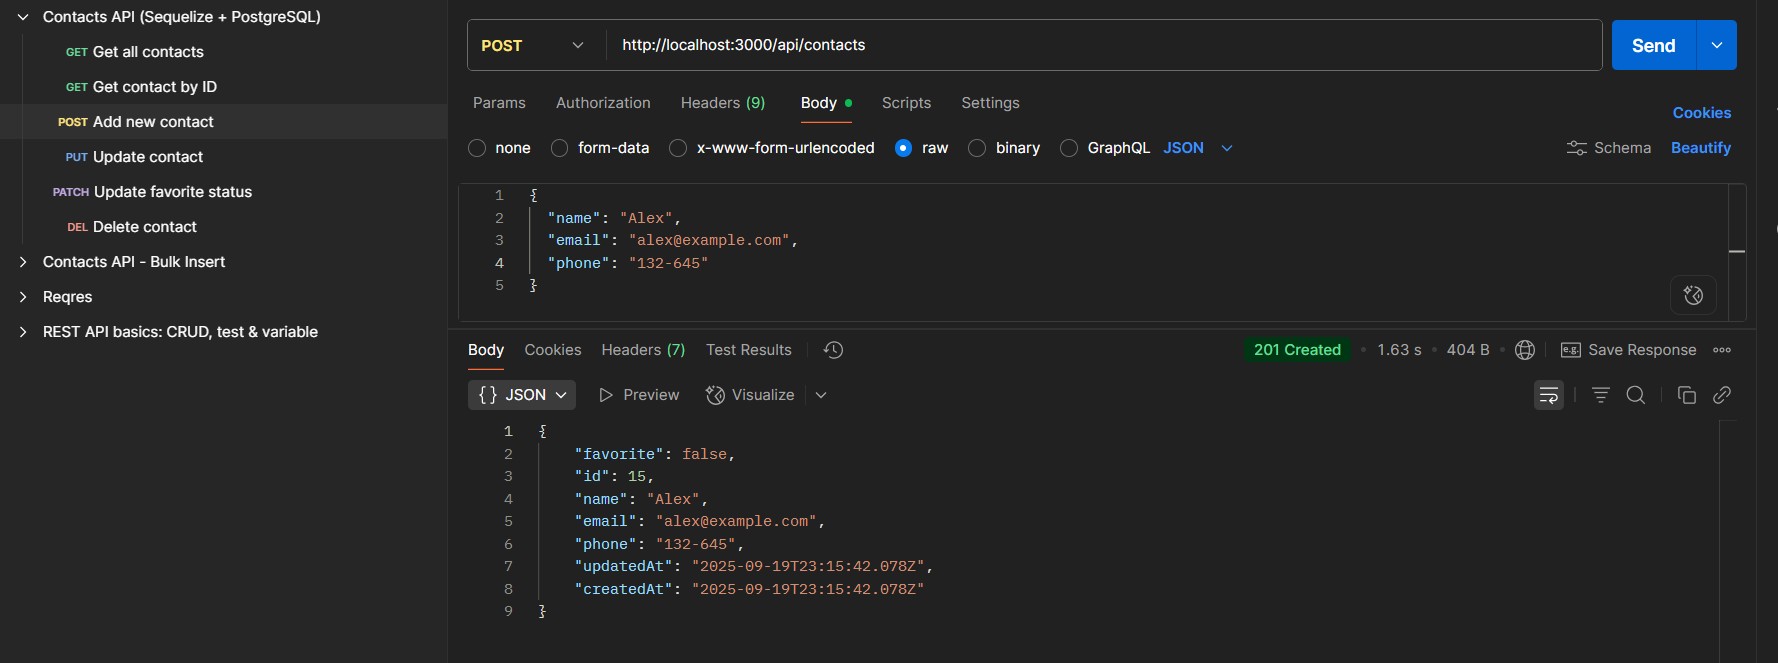 Contacts API (Sequelize + PostgreSQL)
GET Get all contacts
GET Get contact by ID
POST Add new contact
PUT Update contact
PATCH Update favorite status
DEL Delete contact
Contacts API - Bulk Insert
Reqres
REST API basics: CRUD, test & variable
POST http://localhost:3000/api/contacts Send
Params Authorization Headers (9) Body Scripts Settings Cookies
none form-data x-www-form-urlencoded raw binary GraphQL JSON Schema Beautify
1 {
2 "name": "Alex",
3 "email": "alex@example.com",
4 "phone": "132-645"
5 }
Body Cookies Headers (7) Test Results 201 Created • 1.63 s • 404 B • e.g. Save Response
{} JSON Preview Visualize
1 {
2 "favorite": false,
3 "id": 15,
4 "name": "Alex",
5 "email": "alex@example.com",
6 "phone": "132-645",
7 "updatedAt": "2025-09-19T23:15:42.078Z",
8 "createdAt": "2025-09-19T23:15:42.078Z"
9 }